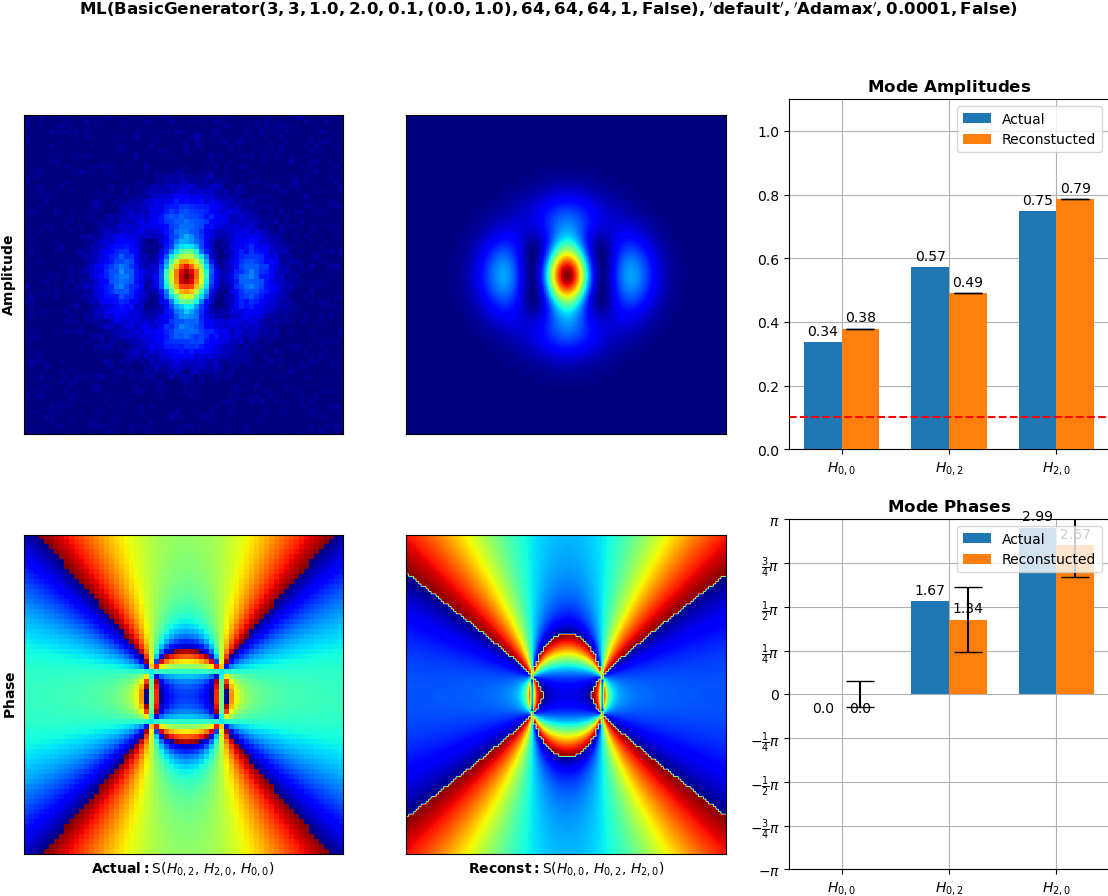 ML(BasicGenerator(3, 3, 1.0, 2.0, 0.1, (0.0, 1.0), 64, 64, 64, 1, False), ′default′, ′Adamax′, 0.0001, False)
Amplitude
Mode Amplitudes
Actual
Reconstucted
1.0
0.8
0.6
0.4
0.2
0.0
0.34
0.38
0.57
0.49
0.75
0.79
H0,0
H0,2
H2,0
Phase
Actual: S(H0,2, H2,0, H0,0)
Reconst: S(H0,0, H0,2, H2,0)
Mode Phases
Actual
Reconstucted
π
3/4π
1/2π
1/4π
0
−1/4π
−1/2π
−3/4π
−π
0.0
0.0
1.67
1.34
2.99
2.67
H0,0
H0,2
H2,0